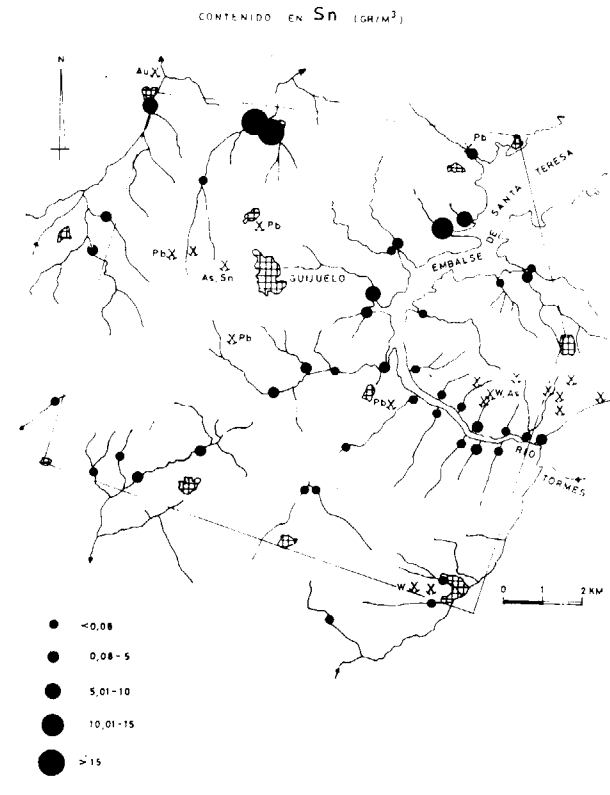 CONTENIDO EN Sn (GR/M³)
N
Au
Pb
SANTA
TERESA
Pb
Pb
As, Sn
GUIJUELO
EMBALSE DE
Pb
W, As
Pb
RIO
TORMES
W
0 1 2 KM
<0,08
0,08-5
5,01-10
10,01-15
>15